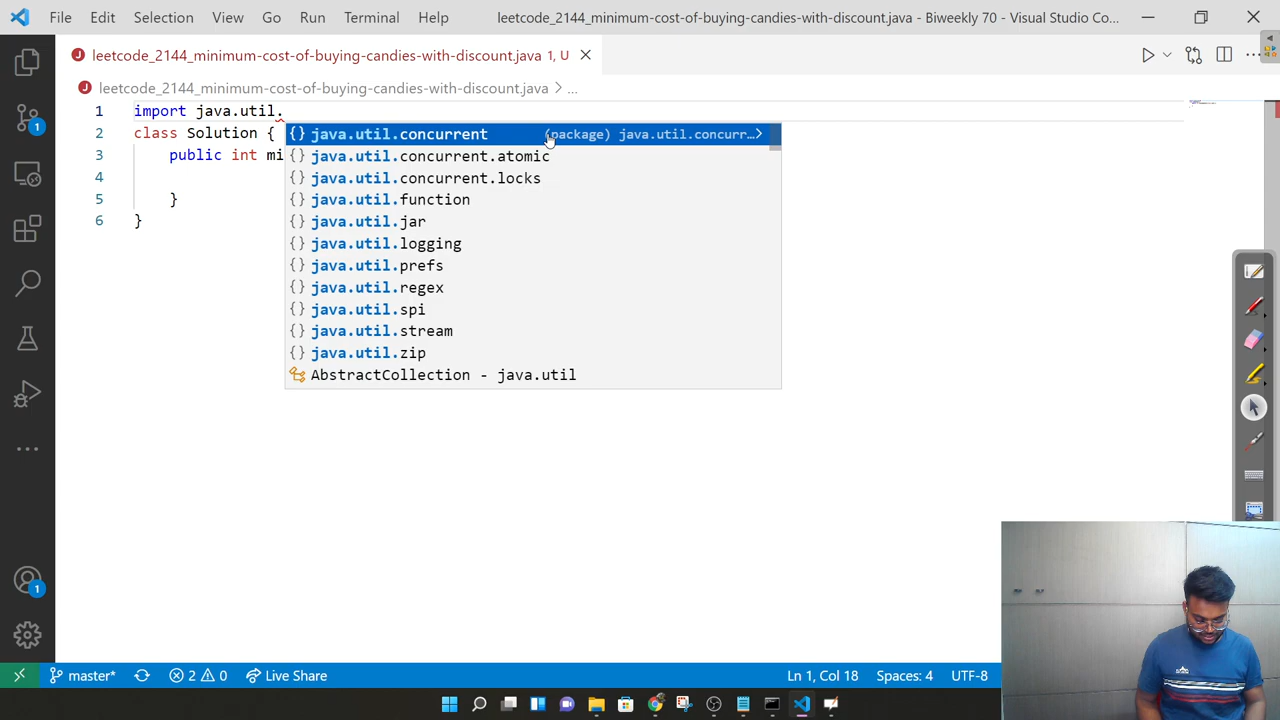 File Edit Selection View Go Run Terminal Help leetcode_2144_minimum-cost-of-buying-candies-with-discount.java - Biweekly 70 - Visual Studio Co...
J leetcode_2144_minimum-cost-of-buying-candies-with-discount.java 1, U
J leetcode_2144_minimum-cost-of-buying-candies-with-discount.java > ...
1 import java.util.
2 class Solution {
3 public int mi
4
5 }
6 }
{} java.util.concurrent (package) java.util.concurr...
{} java.util.concurrent.atomic
{} java.util.concurrent.locks
{} java.util.function
{} java.util.jar
{} java.util.logging
{} java.util.prefs
{} java.util.regex
{} java.util.spi
{} java.util.stream
{} java.util.zip
AbstractCollection - java.util
1
1
master* 2 0 Live Share Ln 1, Col 18 Spaces: 4 UTF-8